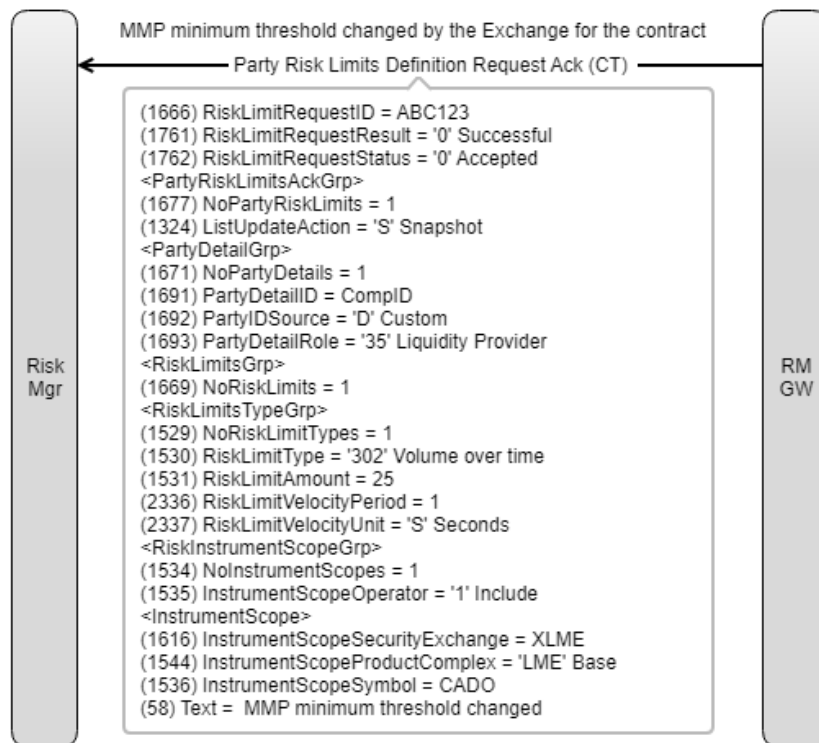 MMP minimum threshold changed by the Exchange for the contract
Party Risk Limits Definition Request Ack (CT)
(1666) RiskLimitRequestID = ABC123
(1761) RiskLimitRequestResult = '0' Successful
(1762) RiskLimitRequestStatus = '0' Accepted
<PartyRiskLimitsAckGrp>
(1677) NoPartyRiskLimits = 1
(1324) ListUpdateAction = 'S' Snapshot
<PartyDetailGrp>
(1671) NoPartyDetails = 1
(1691) PartyDetailID = CompID
(1692) PartyIDSource = 'D' Custom
(1693) PartyDetailRole = '35' Liquidity Provider
<RiskLimitsGrp>
(1669) NoRiskLimits = 1
<RiskLimitsTypeGrp>
(1529) NoRiskLimitTypes = 1
(1530) RiskLimitType = '302' Volume over time
(1531) RiskLimitAmount = 25
(2336) RiskLimitVelocityPeriod = 1
(2337) RiskLimitVelocityUnit = 'S' Seconds
<RiskInstrumentScopeGrp>
(1534) NoInstrumentScopes = 1
(1535) InstrumentScopeOperator = '1' Include
<InstrumentScope>
(1616) InstrumentScopeSecurityExchange = XLME
(1544) InstrumentScopeProductComplex = 'LME' Base
(1536) InstrumentScopeSymbol = CADO
(58) Text = MMP minimum threshold changed
Risk
Mgr
RM
GW